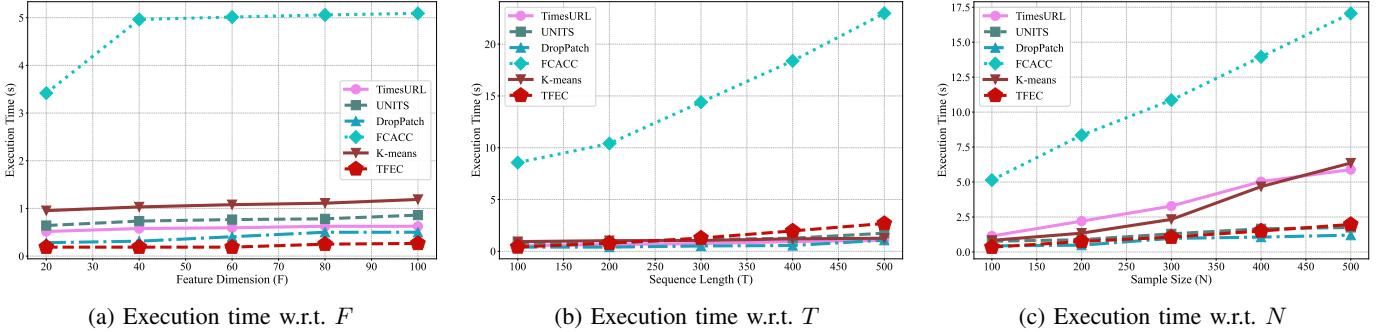 5
4
3
2
1
0
20 30 40 50 60 70 80 90 100
Execution Time (s)
Feature Dimension (F)
TimesURL
UNITS
DropPatch
FCACC
K-means
TFEC
(a) Execution time w.r.t. F
20
15
10
5
0
100 150 200 250 300 350 400 450 500
Execution Time (s)
Sequence Length (T)
TimesURL
UNITS
DropPatch
FCACC
K-means
TFEC
(b) Execution time w.r.t. T
17.5
15.0
12.5
10.0
7.5
5.0
2.5
0.0
100 150 200 250 300 350 400 450 500
Execution Time (s)
Sample Size (N)
TimesURL
UNITS
DropPatch
FCACC
K-means
TFEC
(c) Execution time w.r.t. N